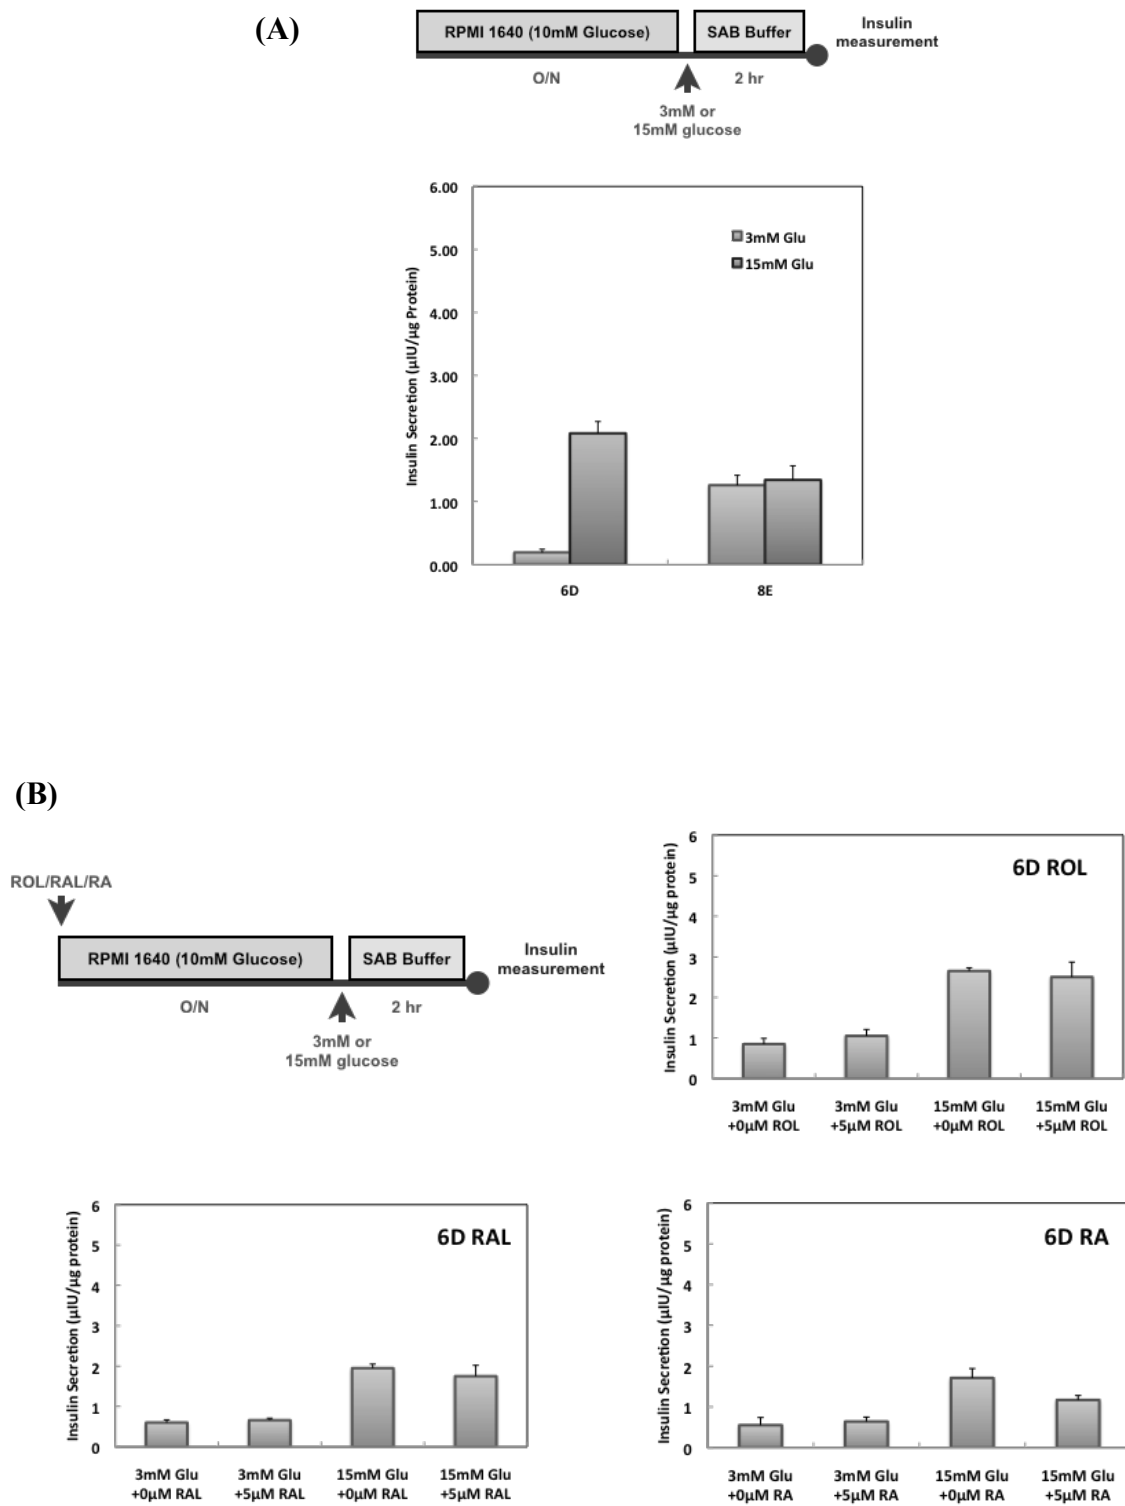 (A)
RPMI 1640 (10mM Glucose)
SAB Buffer
Insulin
measurement
O/N
2 hr
3mM or
15mM glucose
6.00
5.00
4.00
3.00
2.00
1.00
0.00
Insulin Secretion (µIU/µg Protein)
3mM Glu
15mM Glu
6D
8E
(B)
ROL/RAL/RA
RPMI 1640 (10mM Glucose)
SAB Buffer
Insulin
measurement
O/N
2 hr
3mM or
15mM glucose
6D ROL
Insulin Secretion (µIU/µg protein)
6
5
4
3
2
1
0
3mM Glu
+0µM ROL
3mM Glu
+5µM ROL
15mM Glu
+0µM ROL
15mM Glu
+5µM ROL
6D RAL
Insulin Secretion (µIU/µg protein)
6
5
4
3
2
1
0
3mM Glu
+0µM RAL
3mM Glu
+5µM RAL
15mM Glu
+0µM RAL
15mM Glu
+5µM RAL
6D RA
Insulin Secretion (µIU/µg protein)
6
5
4
3
2
1
0
3mM Glu
+0µM RA
3mM Glu
+5µM RA
15mM Glu
+0µM RA
15mM Glu
+5µM RA